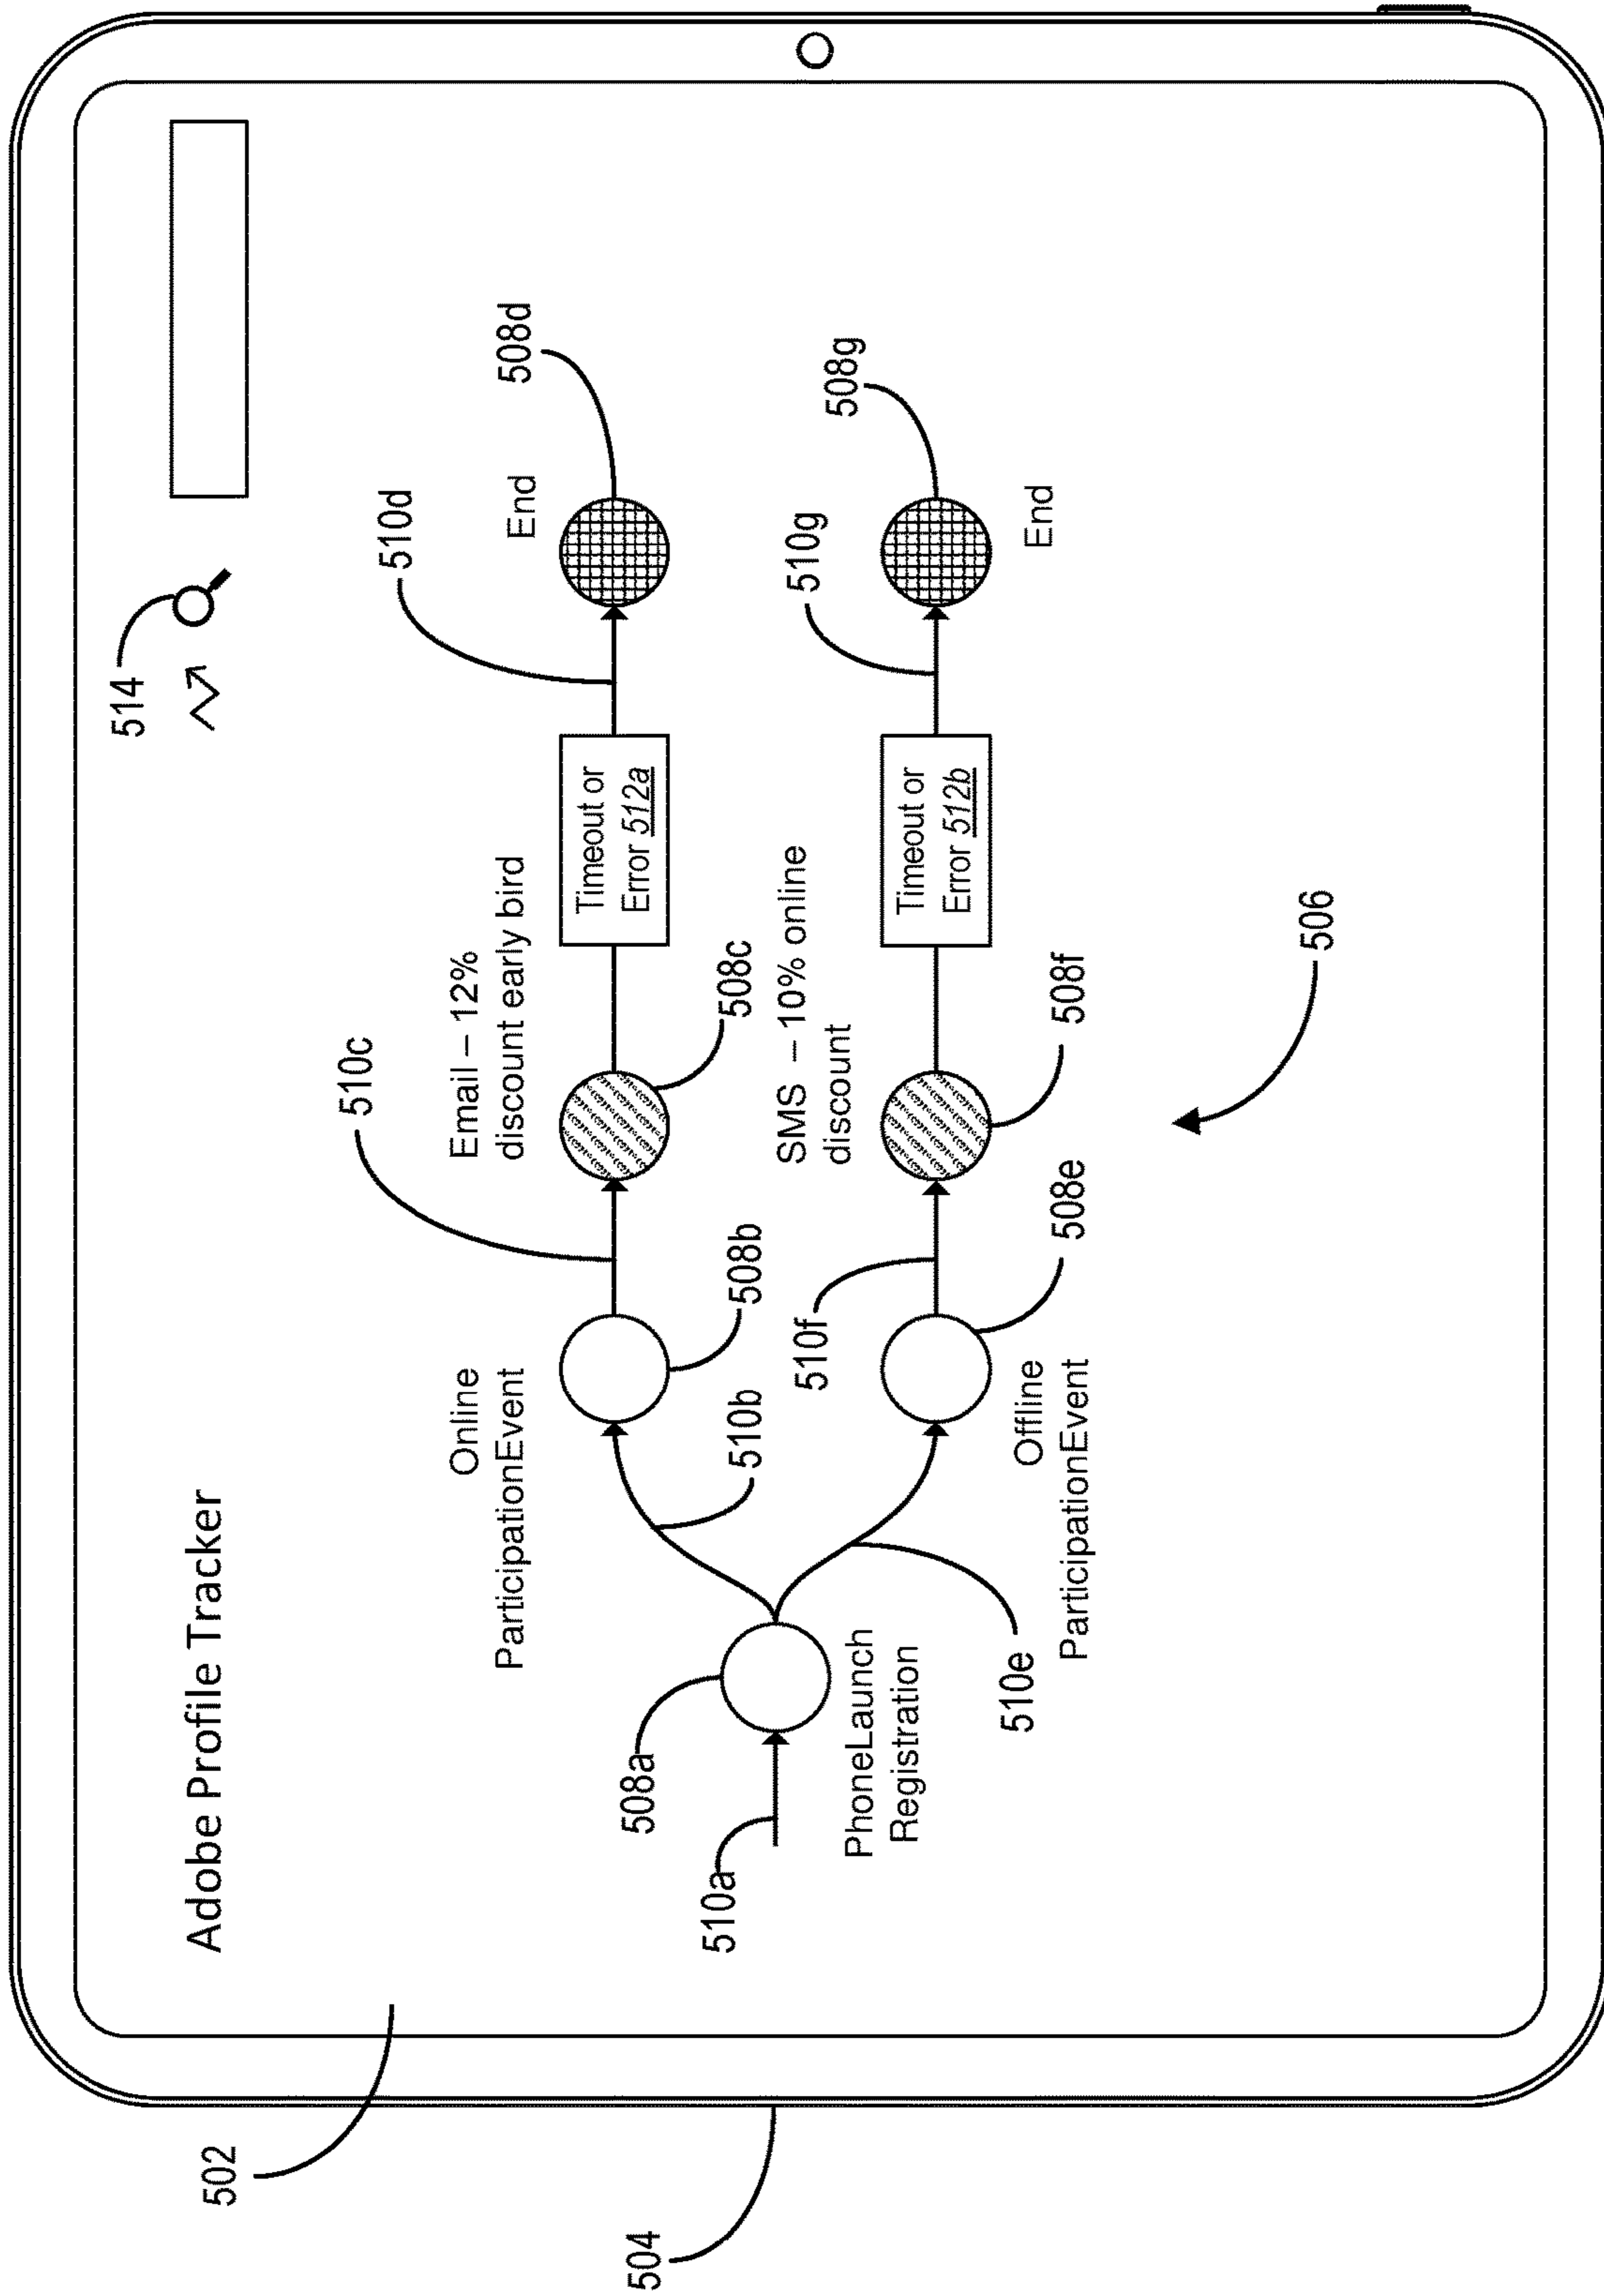 Adobe Profile Tracker
514
502
504
510c
510d
508d
Email – 12%
discount early bird
End
Online
ParticipationEvent
Timeout or
Error 512a
508b
508c
510b
508a
510a
PhoneLaunch
Registration
SMS – 10% online
discount
510f
510g
508g
Timeout or
Error 512b
End
Offline
ParticipationEvent
508e
508f
510e
506